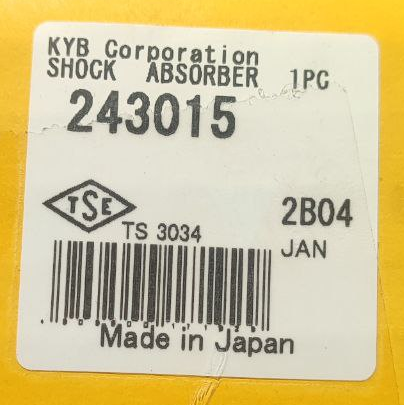 KYB Corporation
SHOCK ABSORBER 1PC
243015
TSE
TS 3034
2B04
JAN
Made in Japan